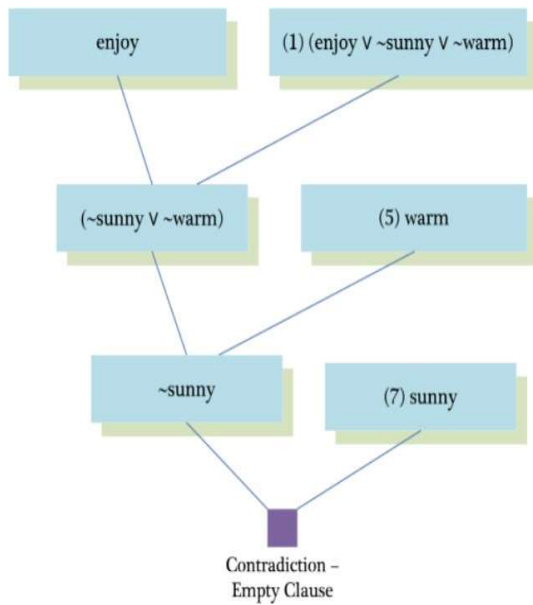 enjoy
(1) (enjoy V ~sunny V ~warm)
(~sunny V ~warm)
(5) warm
~sunny
(7) sunny
Contradiction –
Empty Clause